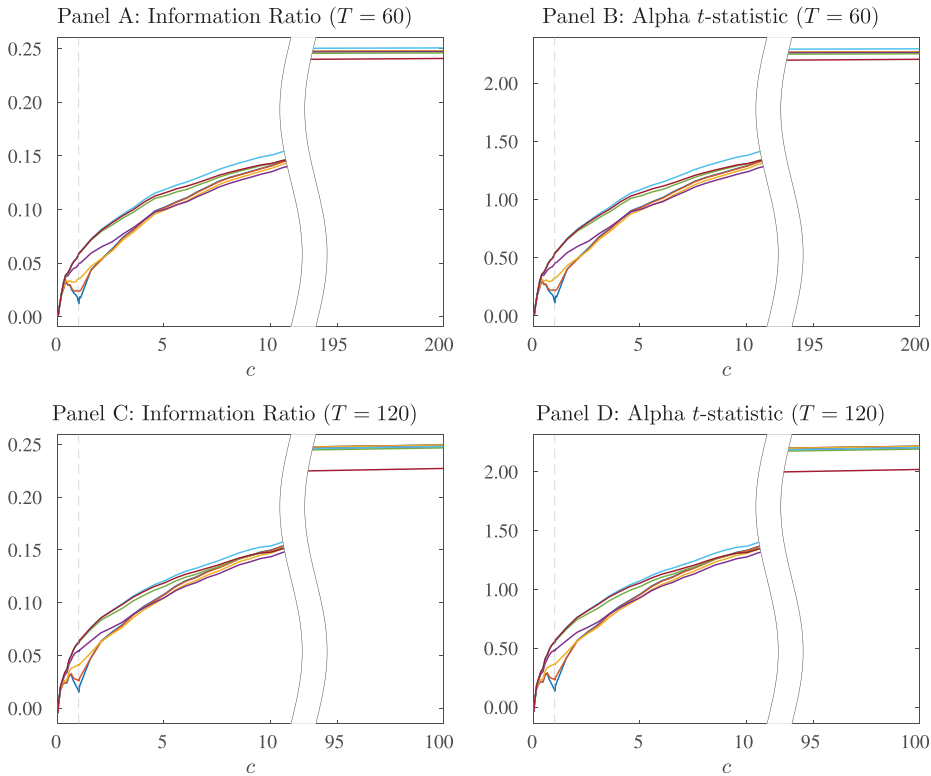 Panel A: Information Ratio (T = 60)
0.25
0.20
0.15
0.10
0.05
0.00
0 5 10 195 200
c
Panel B: Alpha t-statistic (T = 60)
2.00
1.50
1.00
0.50
0.00
0 5 10 195 200
c
Panel C: Information Ratio (T = 120)
0.25
0.20
0.15
0.10
0.05
0.00
0 5 10 95 100
c
Panel D: Alpha t-statistic (T = 120)
2.00
1.50
1.00
0.50
0.00
0 5 10 95 100
c